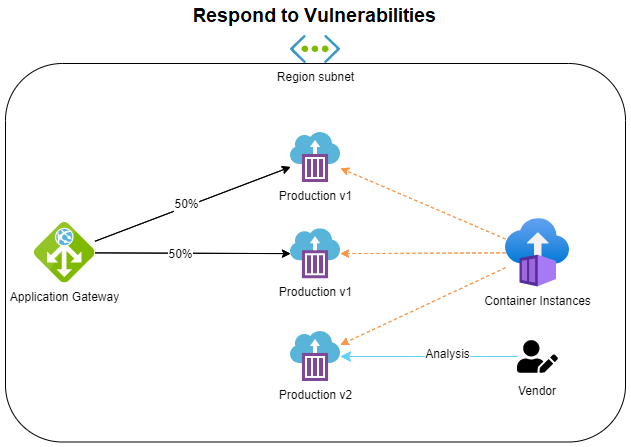 Respond to Vulnerabilities
Region subnet
50%
Production v1
50%
Application Gateway
Production v1
Container Instances
Analysis
Production v2
Vendor